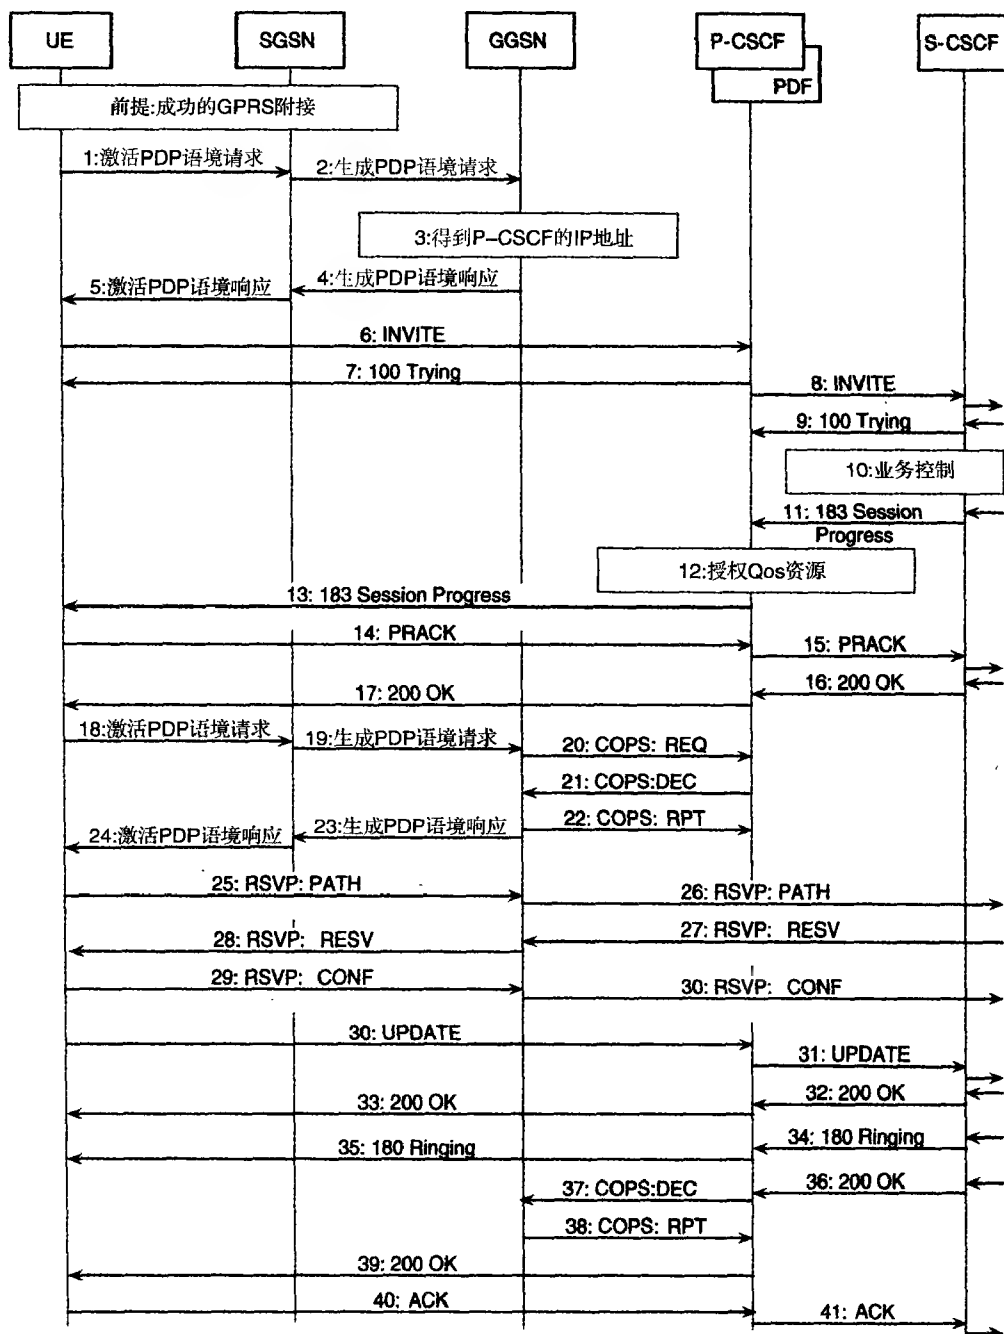 UE
SGSN
GGSN
P-CSCF
PDF
S-CSCF
前提:成功的GPRS附接
1:激活PDP语境请求
2:生成PDP语境请求
3:得到P-CSCF的IP地址
4:生成PDP语境响应
5:激活PDP语境响应
6: INVITE
7: 100 Trying
8: INVITE
9: 100 Trying
10:业务控制
11: 183 Session
Progress
12:授权Qos资源
13: 183 Session Progress
14: PRACK
15: PRACK
16: 200 OK
17: 200 OK
18:激活PDP语境请求
19:生成PDP语境请求
20: COPS: REQ
21: COPS:DEC
22: COPS: RPT
23:生成PDP语境响应
24:激活PDP语境响应
25: RSVP: PATH
26: RSVP: PATH
27: RSVP: RESV
28: RSVP: RESV
29: RSVP: CONF
30: RSVP: CONF
30: UPDATE
31: UPDATE
32: 200 OK
33: 200 OK
34: 180 Ringing
35: 180 Ringing
36: 200 OK
37: COPS:DEC
38: COPS: RPT
39: 200 OK
40: ACK
41: ACK